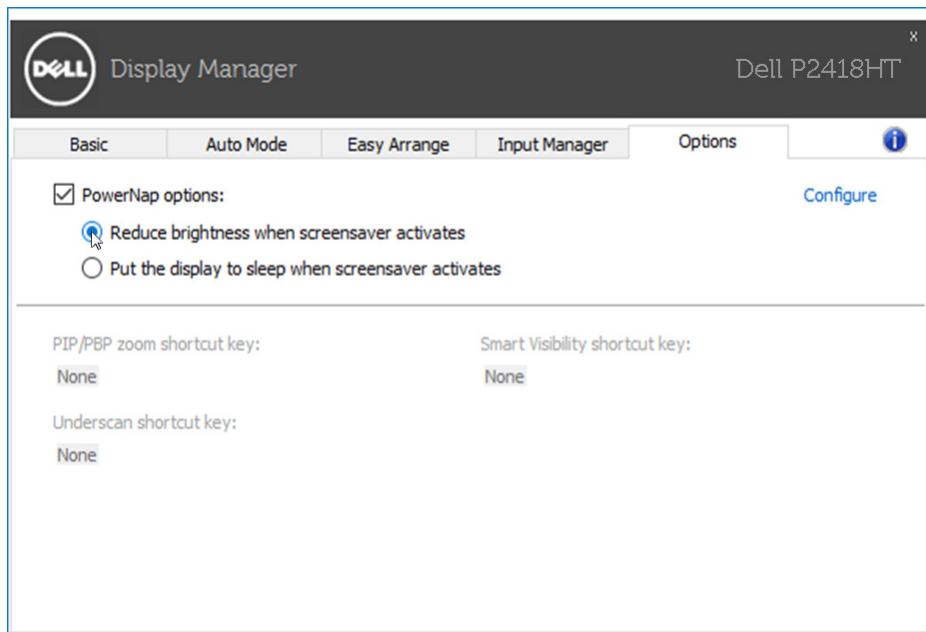 x
DELL Display Manager Dell P2418HT
Basic Auto Mode Easy Arrange Input Manager Options i
PowerNap options: Configure
Reduce brightness when screensaver activates
Put the display to sleep when screensaver activates
PIP/PBP zoom shortcut key: Smart Visibility shortcut key:
None None
Underscan shortcut key:
None